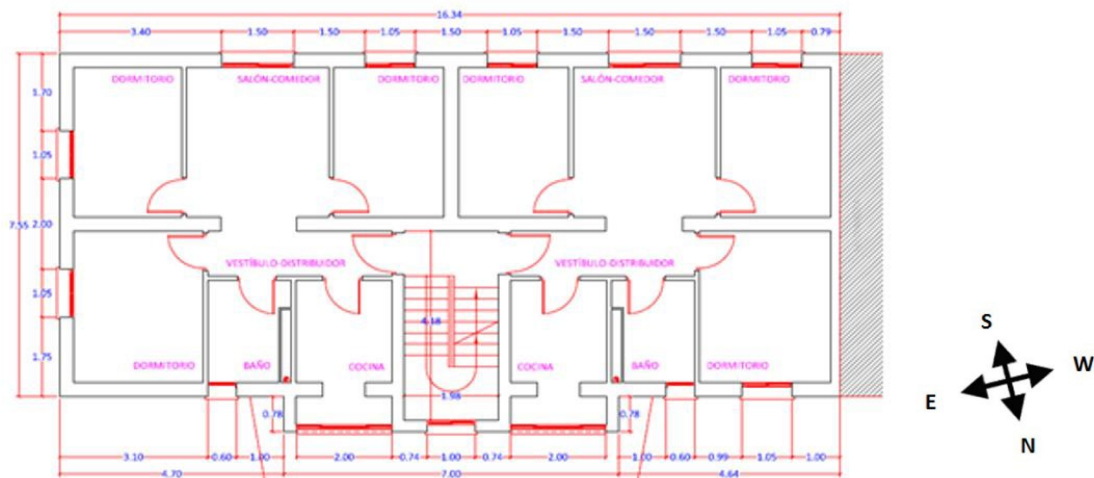 16.34
3.40 1.50 1.50 1.05 1.50 1.05 1.50 1.50 1.50 1.05 0.79
DORMITORIO SALÓN-COMEDOR DORMITORIO DORMITORIO SALÓN-COMEDOR DORMITORIO
1.70
1.05
7.55 2.00
VESTÍBULO-DISTRIBUIDOR VESTÍBULO-DISTRIBUIDOR
1.05
4.18
S
1.75
DORMITORIO BAÑO COCINA COCINA BAÑO DORMITORIO
W
E
1.98
0.78 0.78
N
3.10 0.60 1.00 2.00 0.74 1.00 0.74 2.00 1.00 0.60 0.99 1.05 1.00
4.70 7.00 4.64